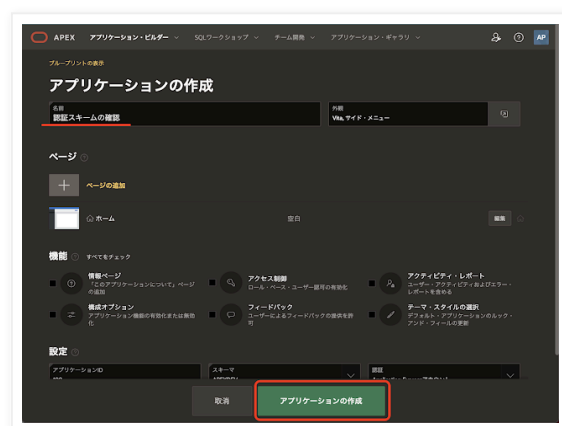 APEX アプリケーション・ビルダー SQLワークショップ チーム開発 アプリケーション・ギャラリ AP
ブループリントの表示
アプリケーションの作成
名前
認証スキームの確認
外観
Vita, サイド・メニュー
ページ
ページの追加
ホーム 空白 編集
機能 すべてをチェック
情報ページ
「このアプリケーションについて」ページ
の追加
アクセス制御
ロール・ベース・ユーザー認可の有効化
アクティビティ・レポート
ユーザー・アクティビティおよびエラー・
レポートを含める
構成オプション
アプリケーション機能の有効化または無効
化
フィードバック
ユーザーによるフィードバックの提供を許
可
テーマ・スタイルの選択
デフォルト・アプリケーションのルック・
アンド・フィールの更新
設定
アプリケーションID スキーマ 認証
取消 アプリケーションの作成